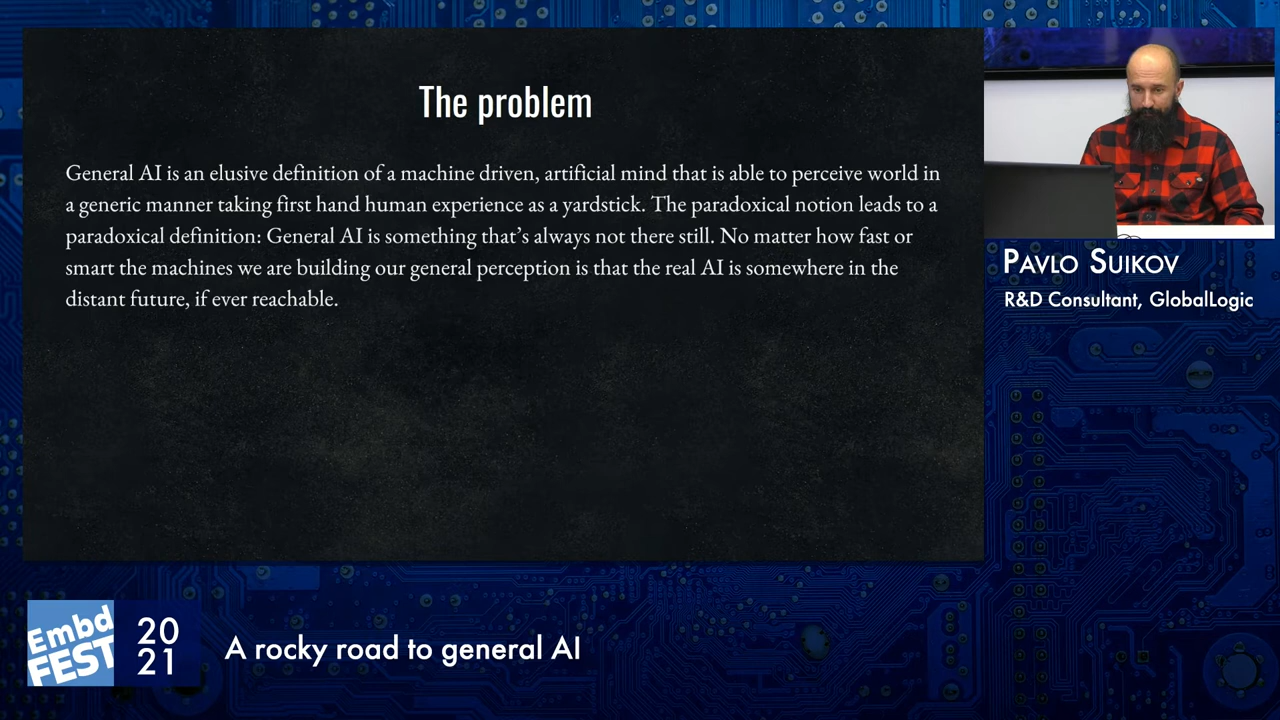 The problem
General AI is an elusive definition of a machine driven, artificial mind that is able to perceive world in
a generic manner taking first hand human experience as a yardstick. The paradoxical notion leads to a
paradoxical definition: General AI is something that’s always not there still. No matter how fast or
smart the machines we are building our general perception is that the real AI is somewhere in the
distant future, if ever reachable.
PAVLO SUIKOV
R&D Consultant, GlobalLogic
Embd
FEST
20
21
A rocky road to general AI